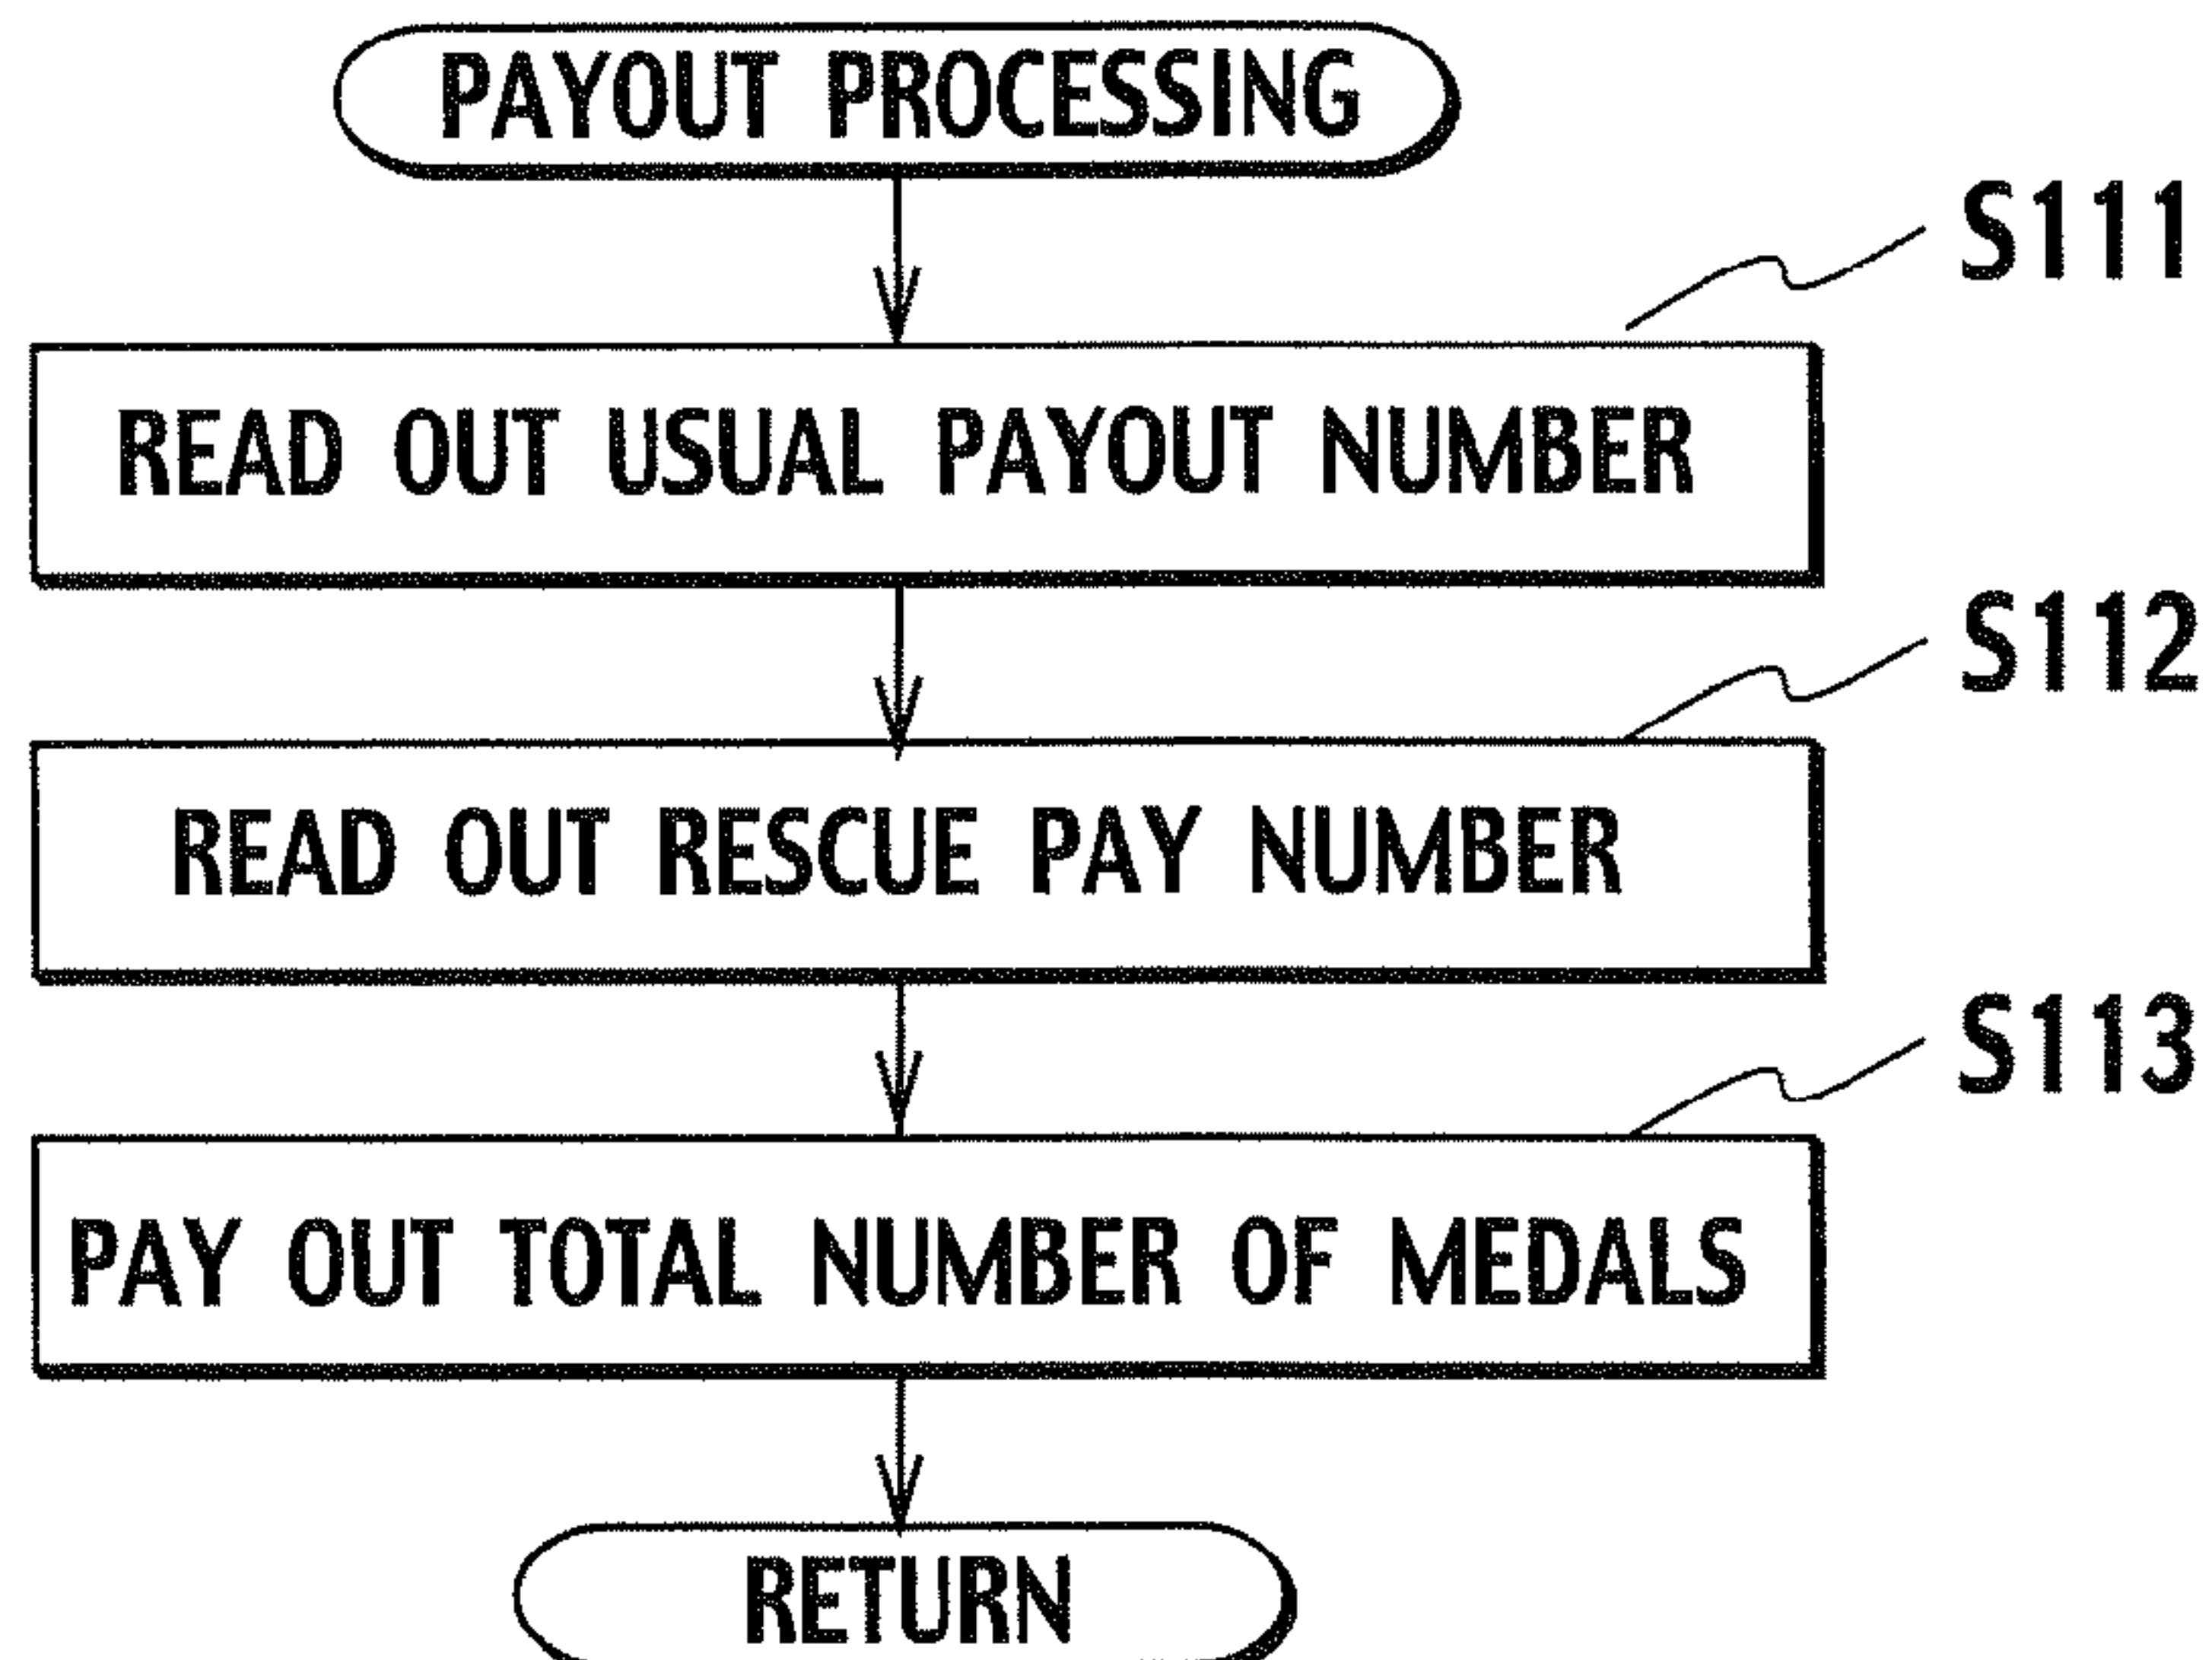 PAYOUT PROCESSING
S111
READ OUT USUAL PAYOUT NUMBER
S112
READ OUT RESCUE PAY NUMBER
S113
PAY OUT TOTAL NUMBER OF MEDALS
RETURN